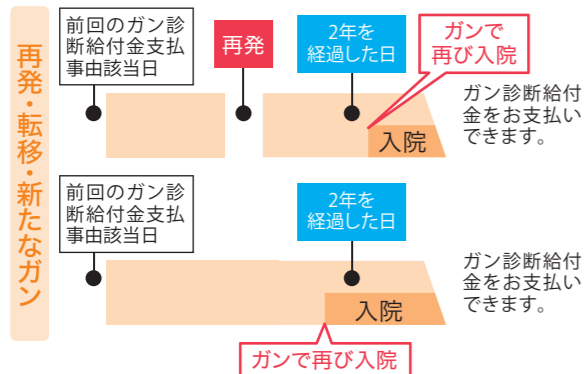 再発・転移・新たなガン
前回のガン診
断給付金支払
事由該当日
再発
2年を
経過した日
ガンで
再び入院
入院
ガン診断給付
金をお支払い
できます。
前回のガン診
断給付金支払
事由該当日
2年を
経過した日
入院
ガンで再び入院
ガン診断給付
金をお支払い
できます。